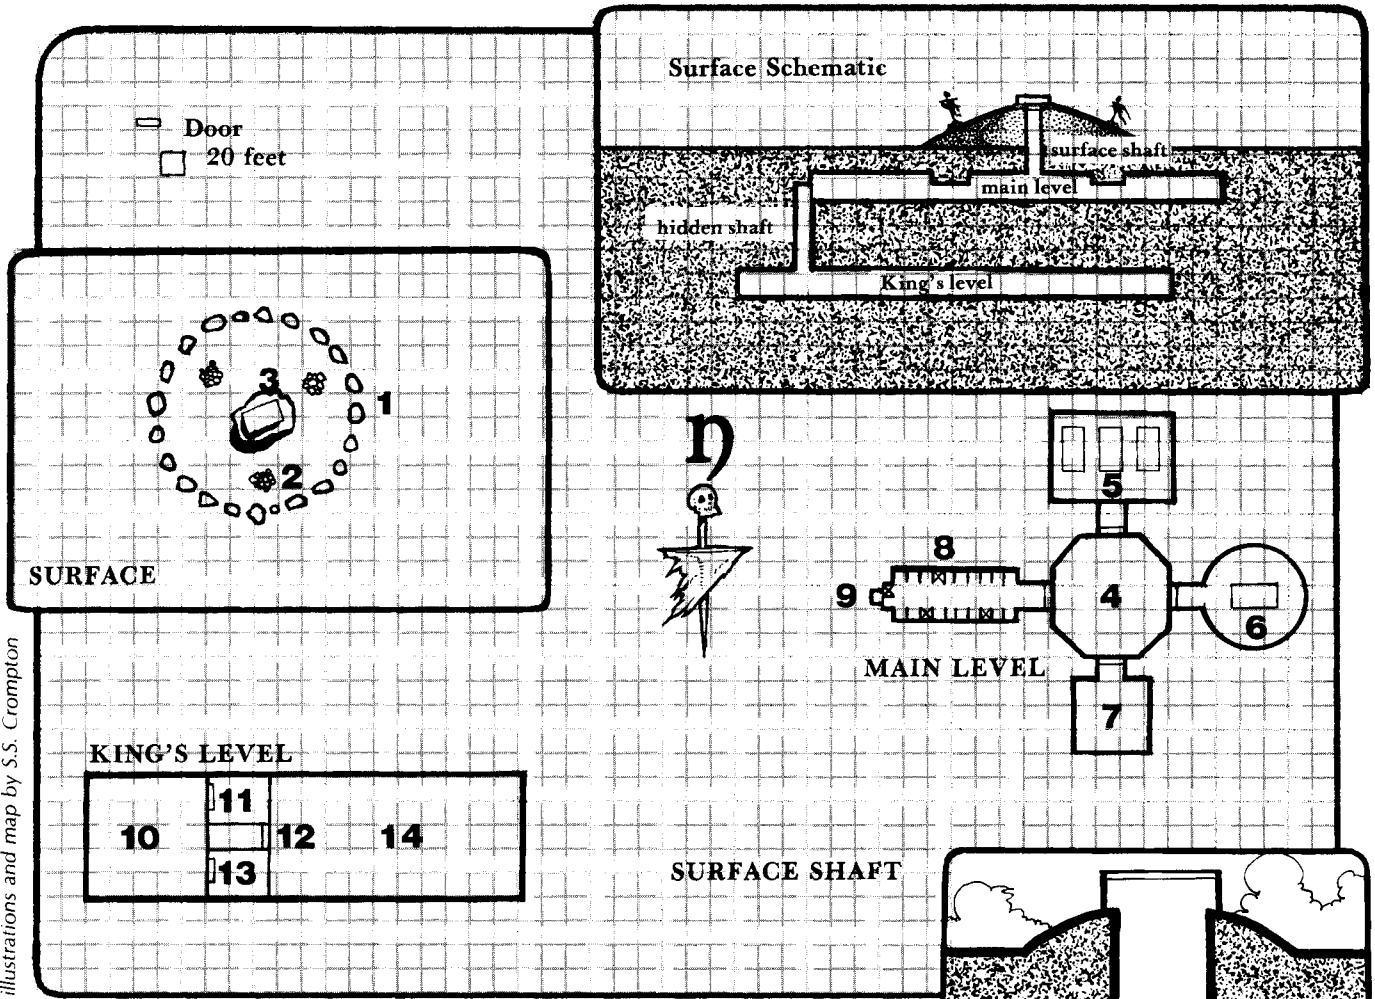 Surface Schematic
Door
20 feet
surface shaft
main level
hidden shaft
King's level
3
1
2
SURFACE
n
5
8
9
4
6
MAIN LEVEL
7
KING'S LEVEL
11
10
12
14
13
SURFACE SHAFT
illustrations and map by S.S. Crompton